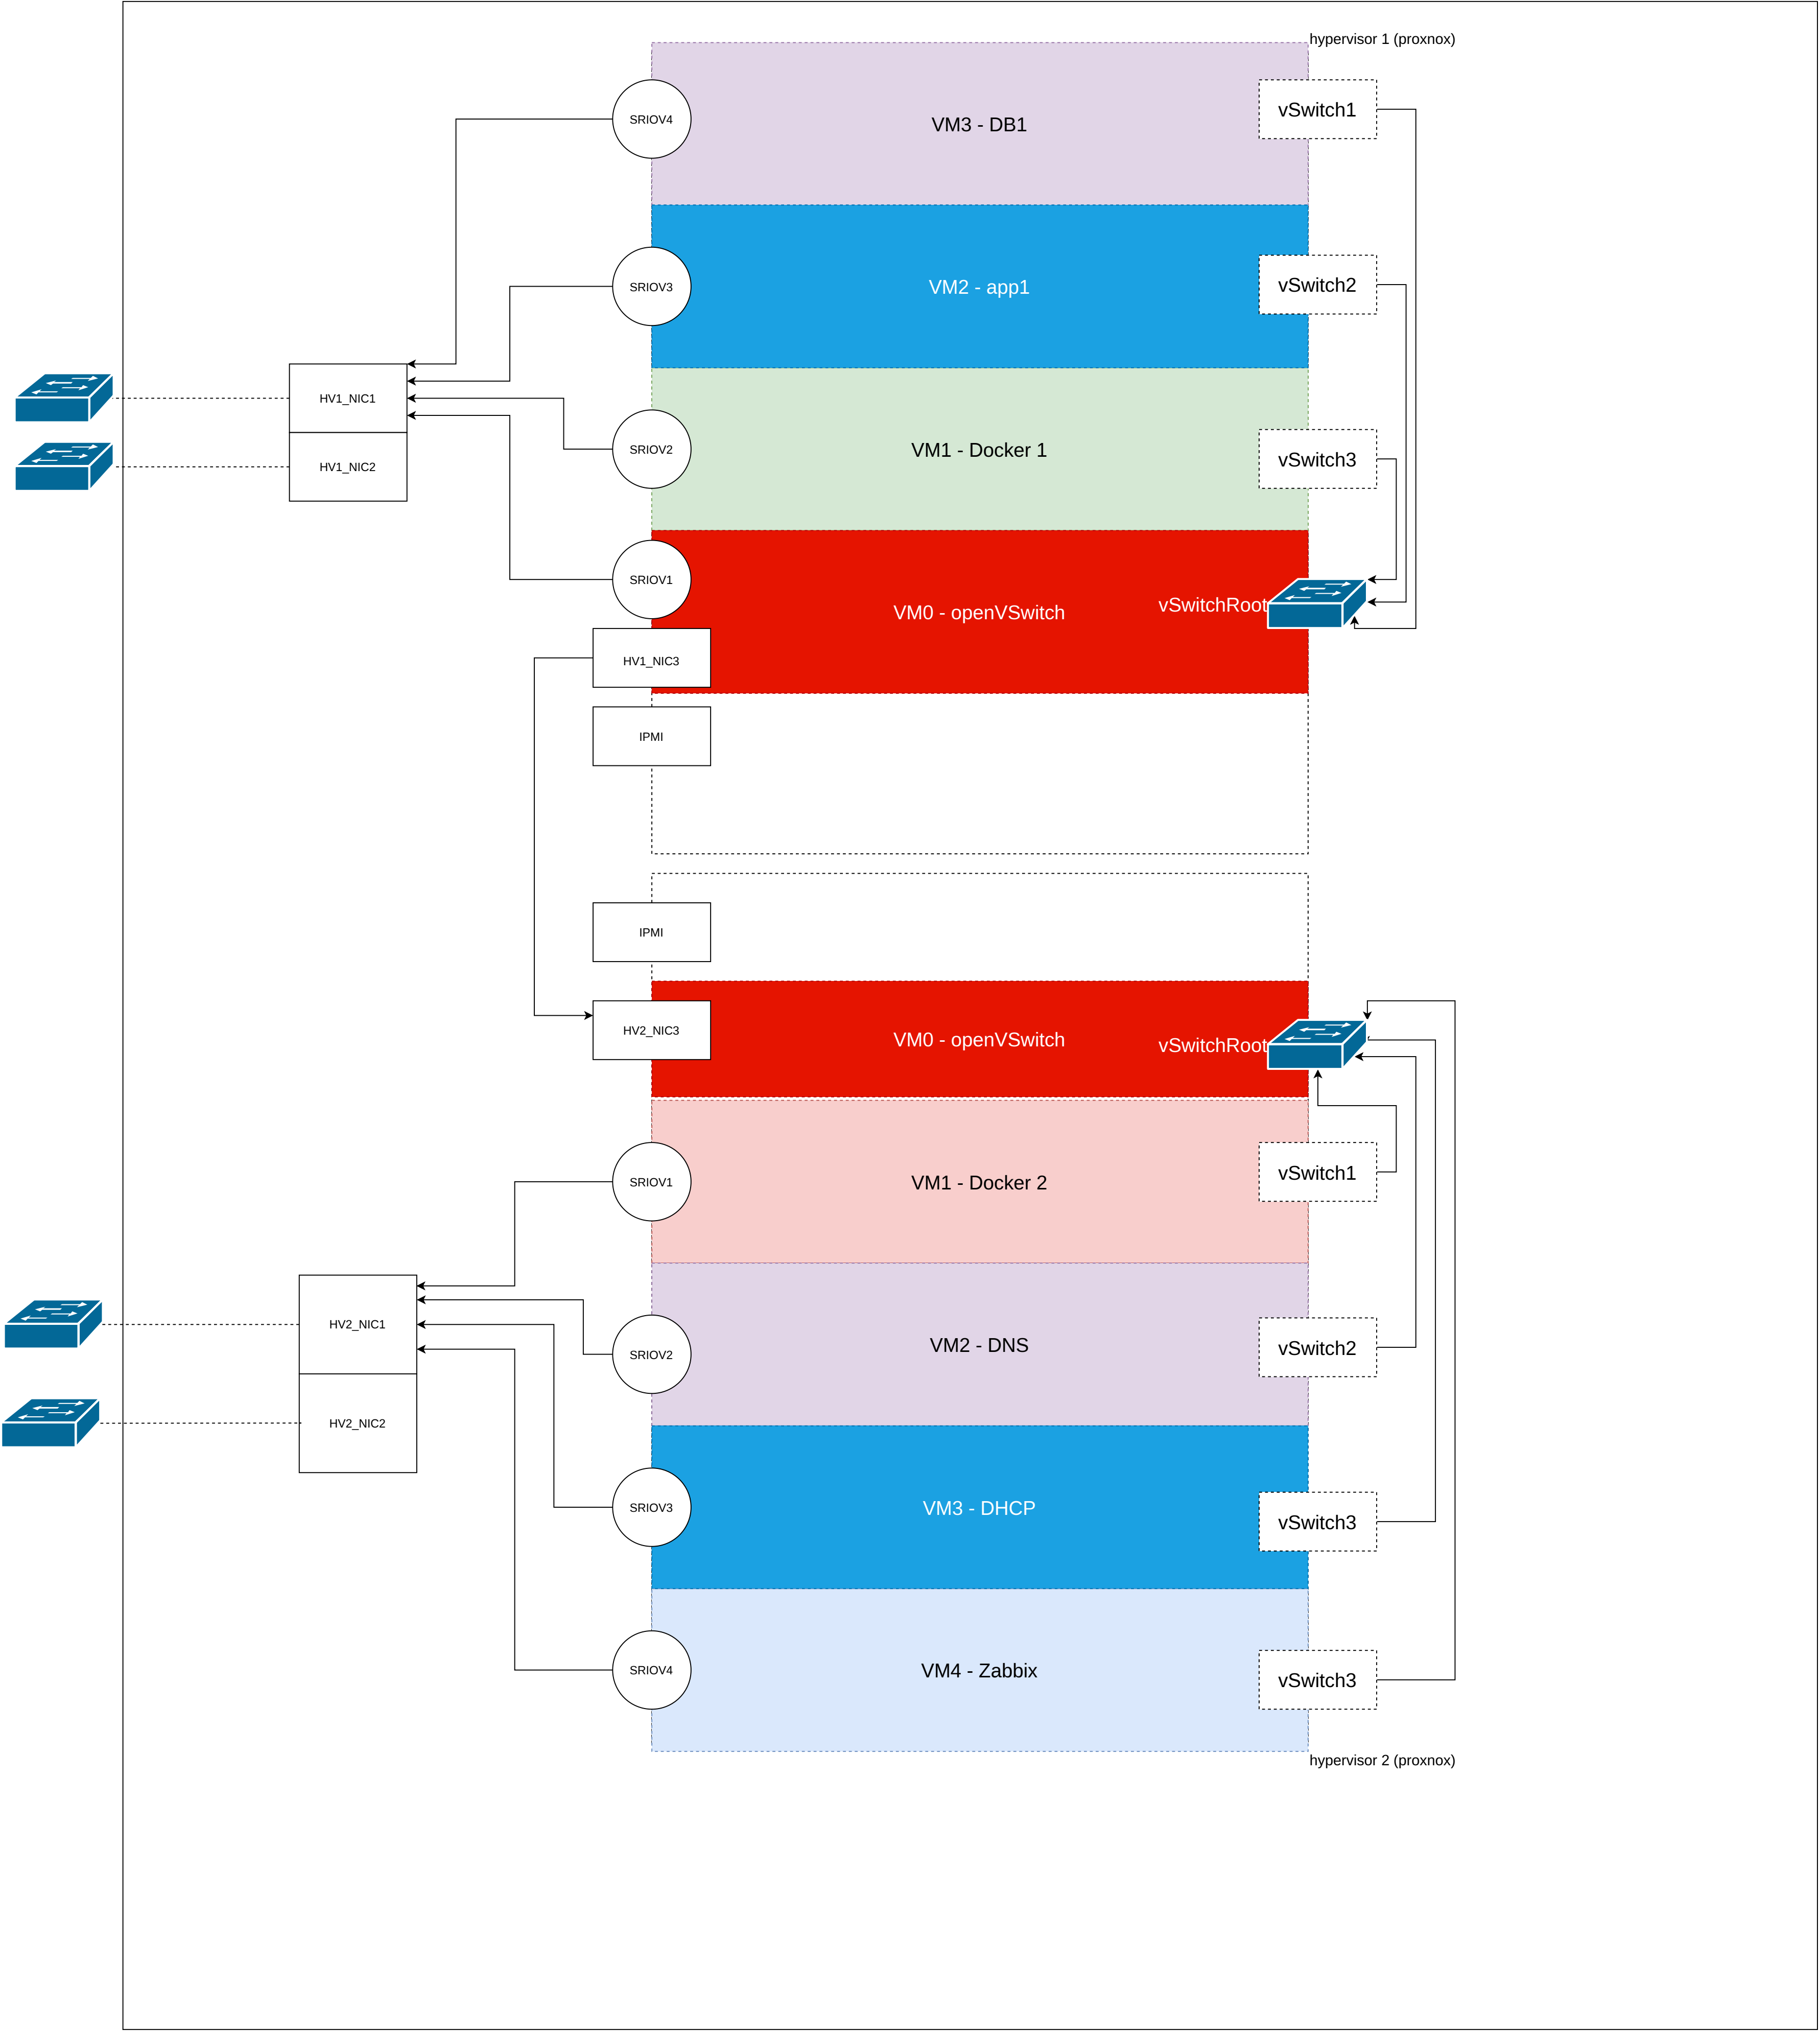 hypervisor 1 (proxnox)
SRIOV4
VM3 - DB1
vSwitch1
SRIOV3
VM2 - app1
vSwitch2
HV1_NIC1
HV1_NIC2
SRIOV2
VM1 - Docker 1
vSwitch3
SRIOV1
VM0 - openVSwitch
vSwitchRoot
HV1_NIC3
IPMI
IPMI
HV2_NIC3
VM0 - openVSwitch
vSwitchRoot
SRIOV1
VM1 - Docker 2
vSwitch1
HV2_NIC1
HV2_NIC2
SRIOV2
VM2 - DNS
vSwitch2
SRIOV3
VM3 - DHCP
vSwitch3
SRIOV4
VM4 - Zabbix
vSwitch3
hypervisor 2 (proxnox)